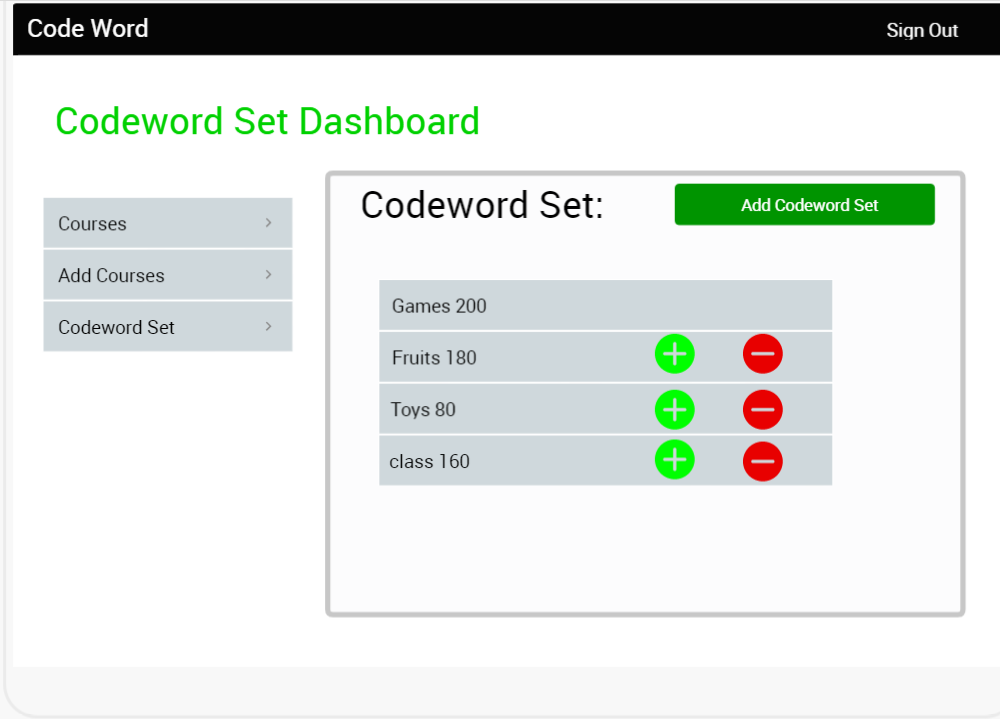 Code Word
Sign Out
Codeword Set Dashboard
Courses
Add Courses
Codeword Set
Codeword Set:
Add Codeword Set
Games 200
Fruits 180
Toys 80
class 160